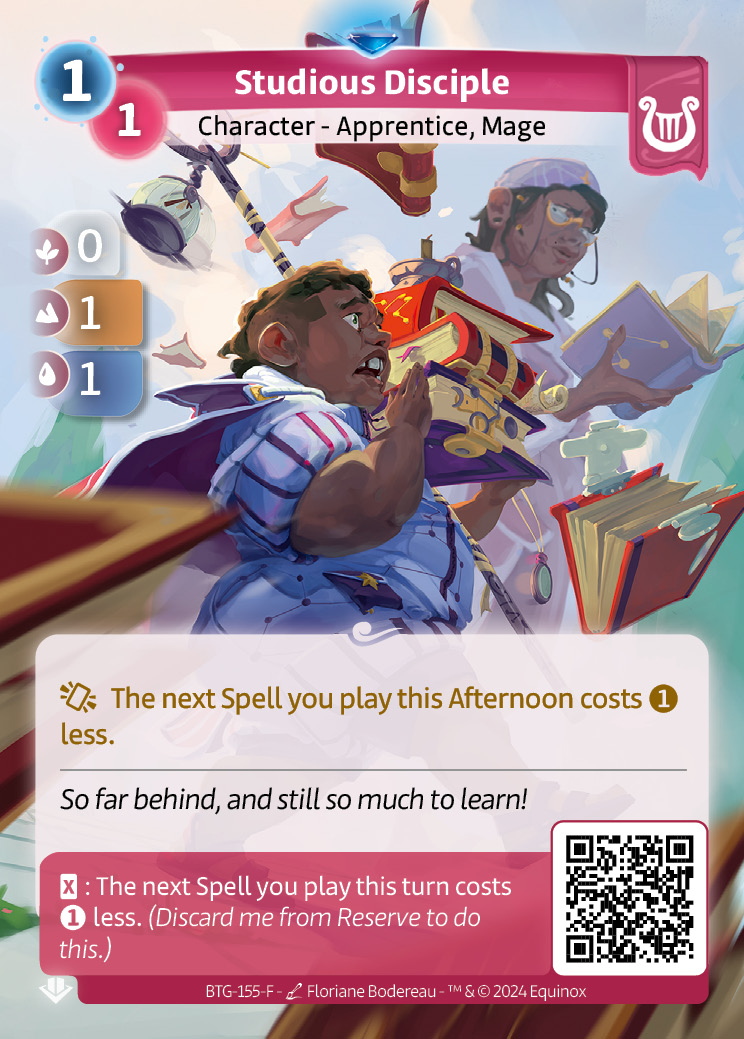 1
Studious Disciple
1
Character - Apprentice, Mage
0
1
1
The next Spell you play this Afternoon costs 1
less.
So far behind, and still so much to learn!
X : The next Spell you play this turn costs
1 less. (Discard me from Reserve to do
this.)
BTG-155-F - Floriane Bodereau - ™ & © 2024 Equinox